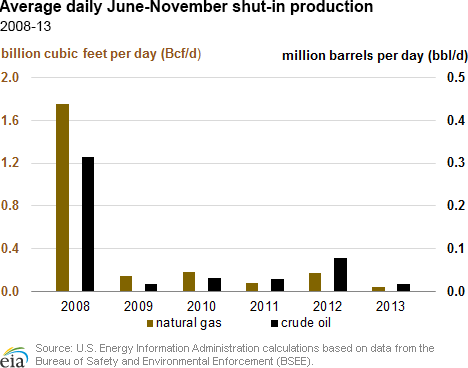 Average daily June-November shut-in production
2008-13
billion cubic feet per day (Bcf/d) million barrels per day (bbl/d)
2.0 0.5
1.6 0.4
1.2 0.3
0.8 0.2
0.4 0.1
0.0 0.0
2008 2009 2010 2011 2012 2013
natural gas crude oil
eia Source: U.S. Energy Information Administration calculations based on data from the
Bureau of Safety and Environmental Enforcement (BSEE).